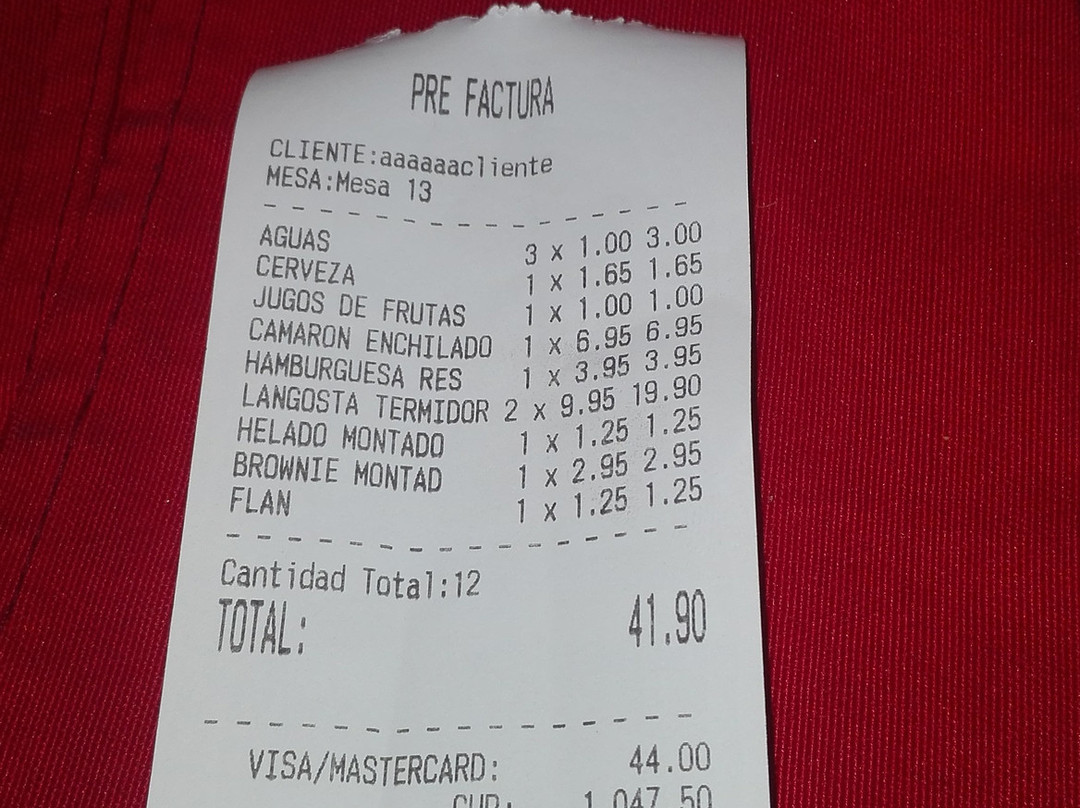 PRE FACTURA
CLIENTE:aaaaaacliente
MESA:Mesa 13
AGUAS 3 x 1.00 3.00
CERVEZA 1 x 1.65 1.65
JUGOS DE FRUTAS 1 x 1.00 1.00
CAMARON ENCHILADO 1 x 6.95 6.95
HAMBURGUESA RES 1 x 3.95 3.95
LANGOSTA TERMIDOR 2 x 9.95 19.90
HELADO MONTADO 1 x 1.25 1.25
BROWNIE MONTAD 1 x 2.95 2.95
FLAN 1 x 1.25 1.25
Cantidad Total:12
TOTAL: 41.90
VISA/MASTERCARD: 44.00
CUP: 1 047 50